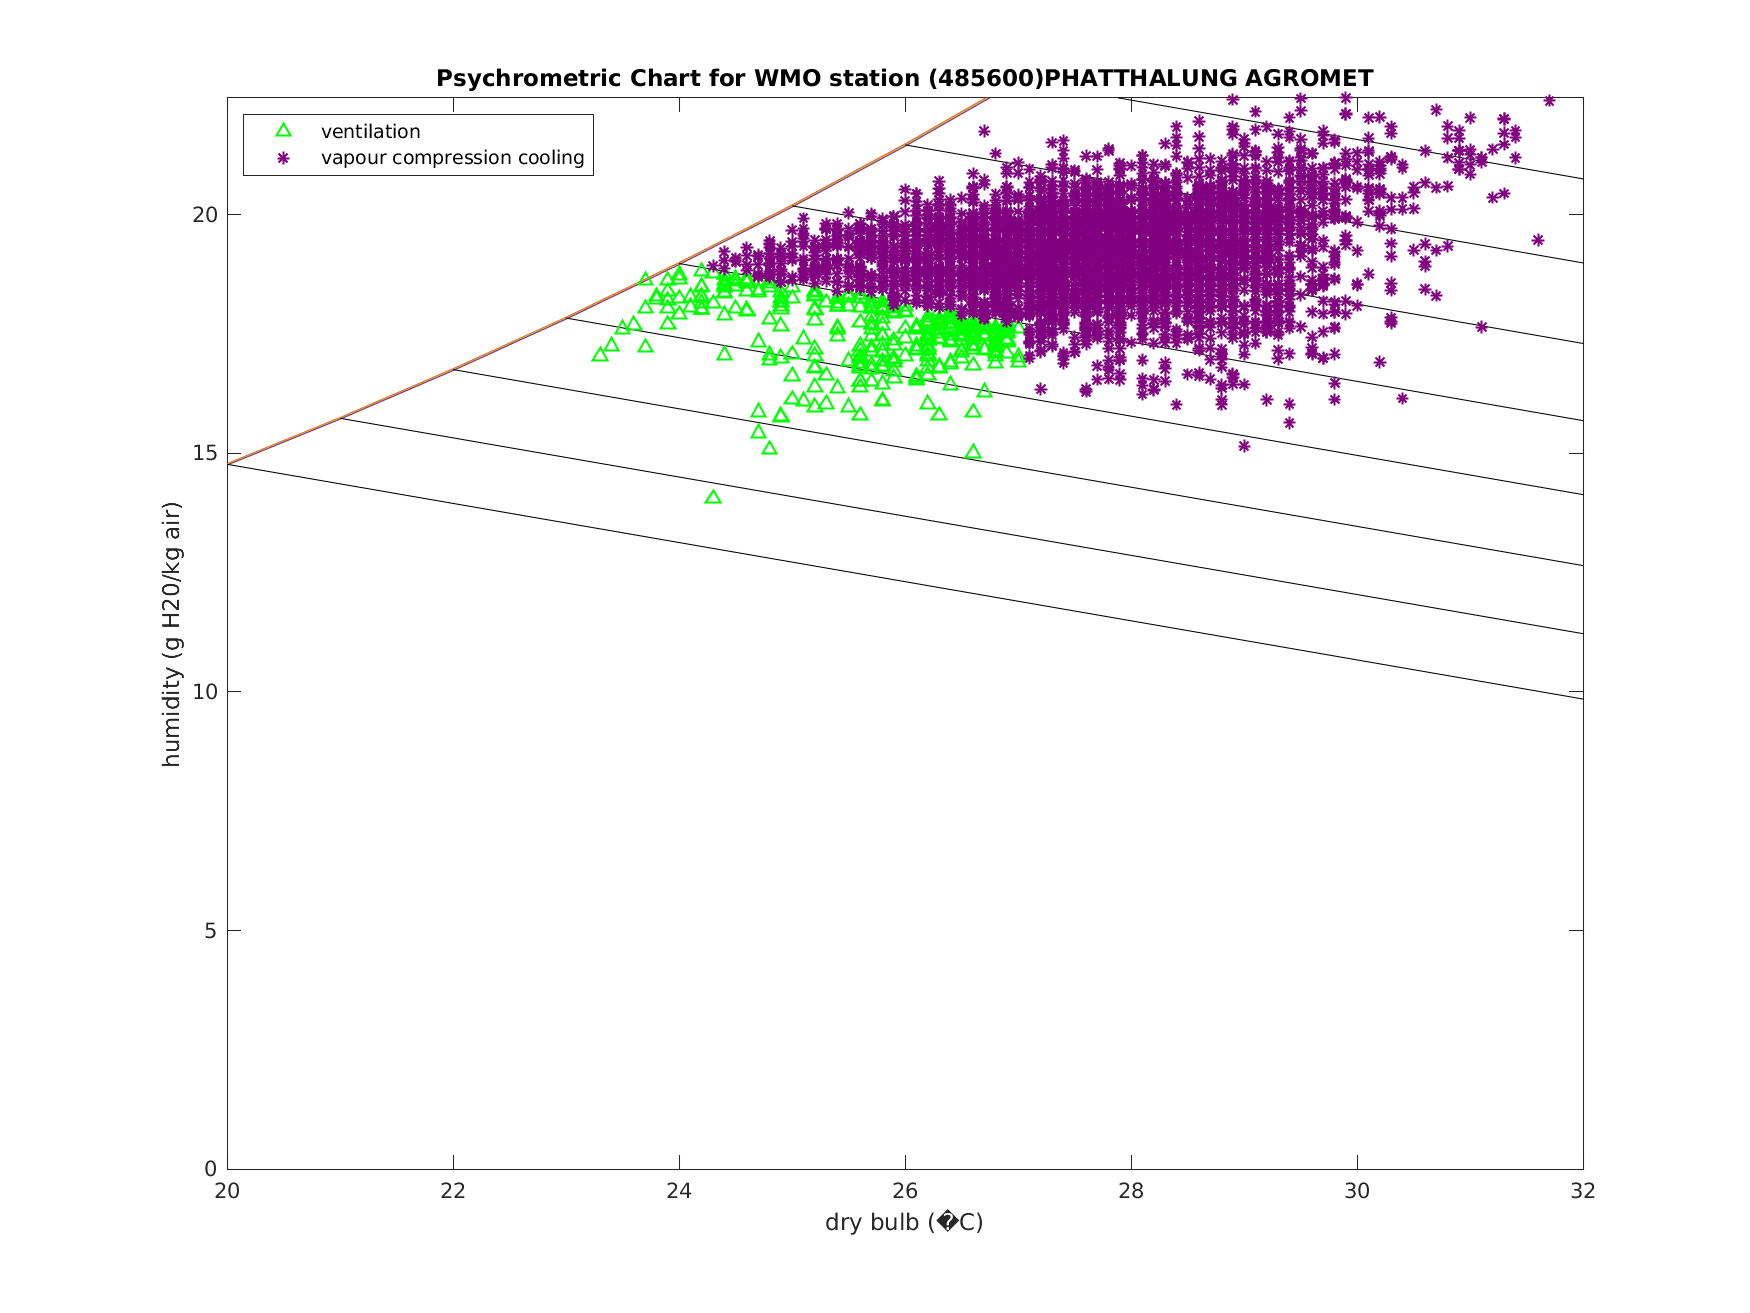 Psychrometric Chart for WMO station (485600)PHATTHALUNG AGROMET
ventilation
vapour compression cooling
20
15
10
5
0
humidity (g H20/kg air)
20 22 24 26 28 30 32
dry bulb (�C)